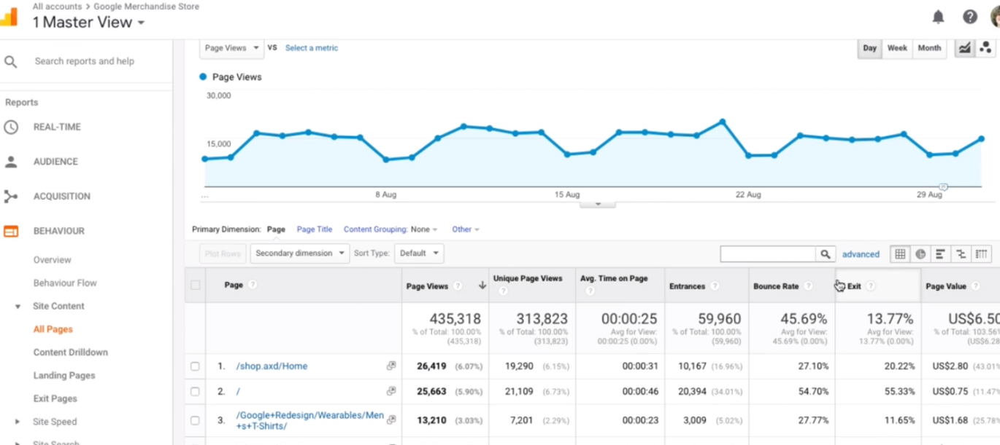 All accounts > Google Merchandise Store
1 Master View
Search reports and help
Reports
REAL-TIME
AUDIENCE
ACQUISITION
BEHAVIOUR
Overview
Behaviour Flow
Site Content
All Pages
Content Drilldown
Landing Pages
Exit Pages
Site Speed
Site Search
Page Views VS Select a metric
Day Week Month
Page Views
30,000
15,000
... 8 Aug 15 Aug 22 Aug 29 Aug
Primary Dimension: Page Page Title Content Grouping: None Other
Plot Rows Secondary dimension Sort Type: Default advanced
Page Page Views Unique Page Views Avg. Time on Page Entrances Bounce Rate Exit Page Value
435,318 313,823 00:00:25 59,960 45.69% 13.77% US$6.50
% of Total: 100.00% % of Total: 100.00% Avg for View: % of Total: 100.00% Avg for View: Avg for View: % of Total: 103.56%
(435,318) (313,823) 00:00:25 (0.00%) (59,960) 45.69% (0.00%) 13.77% (0.00%) (US$6.28
1. /shop.axd/Home 26,419 (6.07%) 19,290 (6.15%) 00:00:31 10,167 (16.96%) 27.10% 20.22% US$2.80 (43.01%
2. / 25,663 (5.90%) 21,109 (6.73%) 00:00:46 20,394 (34.01%) 54.70% 55.33% US$0.75 (11.47%
3. /Google+Redesign/Wearables/Men
+s+T-Shirts/ 13,210 (3.03%) 7,201 (2.29%) 00:00:23 3,009 (5.02%) 27.77% 11.65% US$1.68 (25.78%